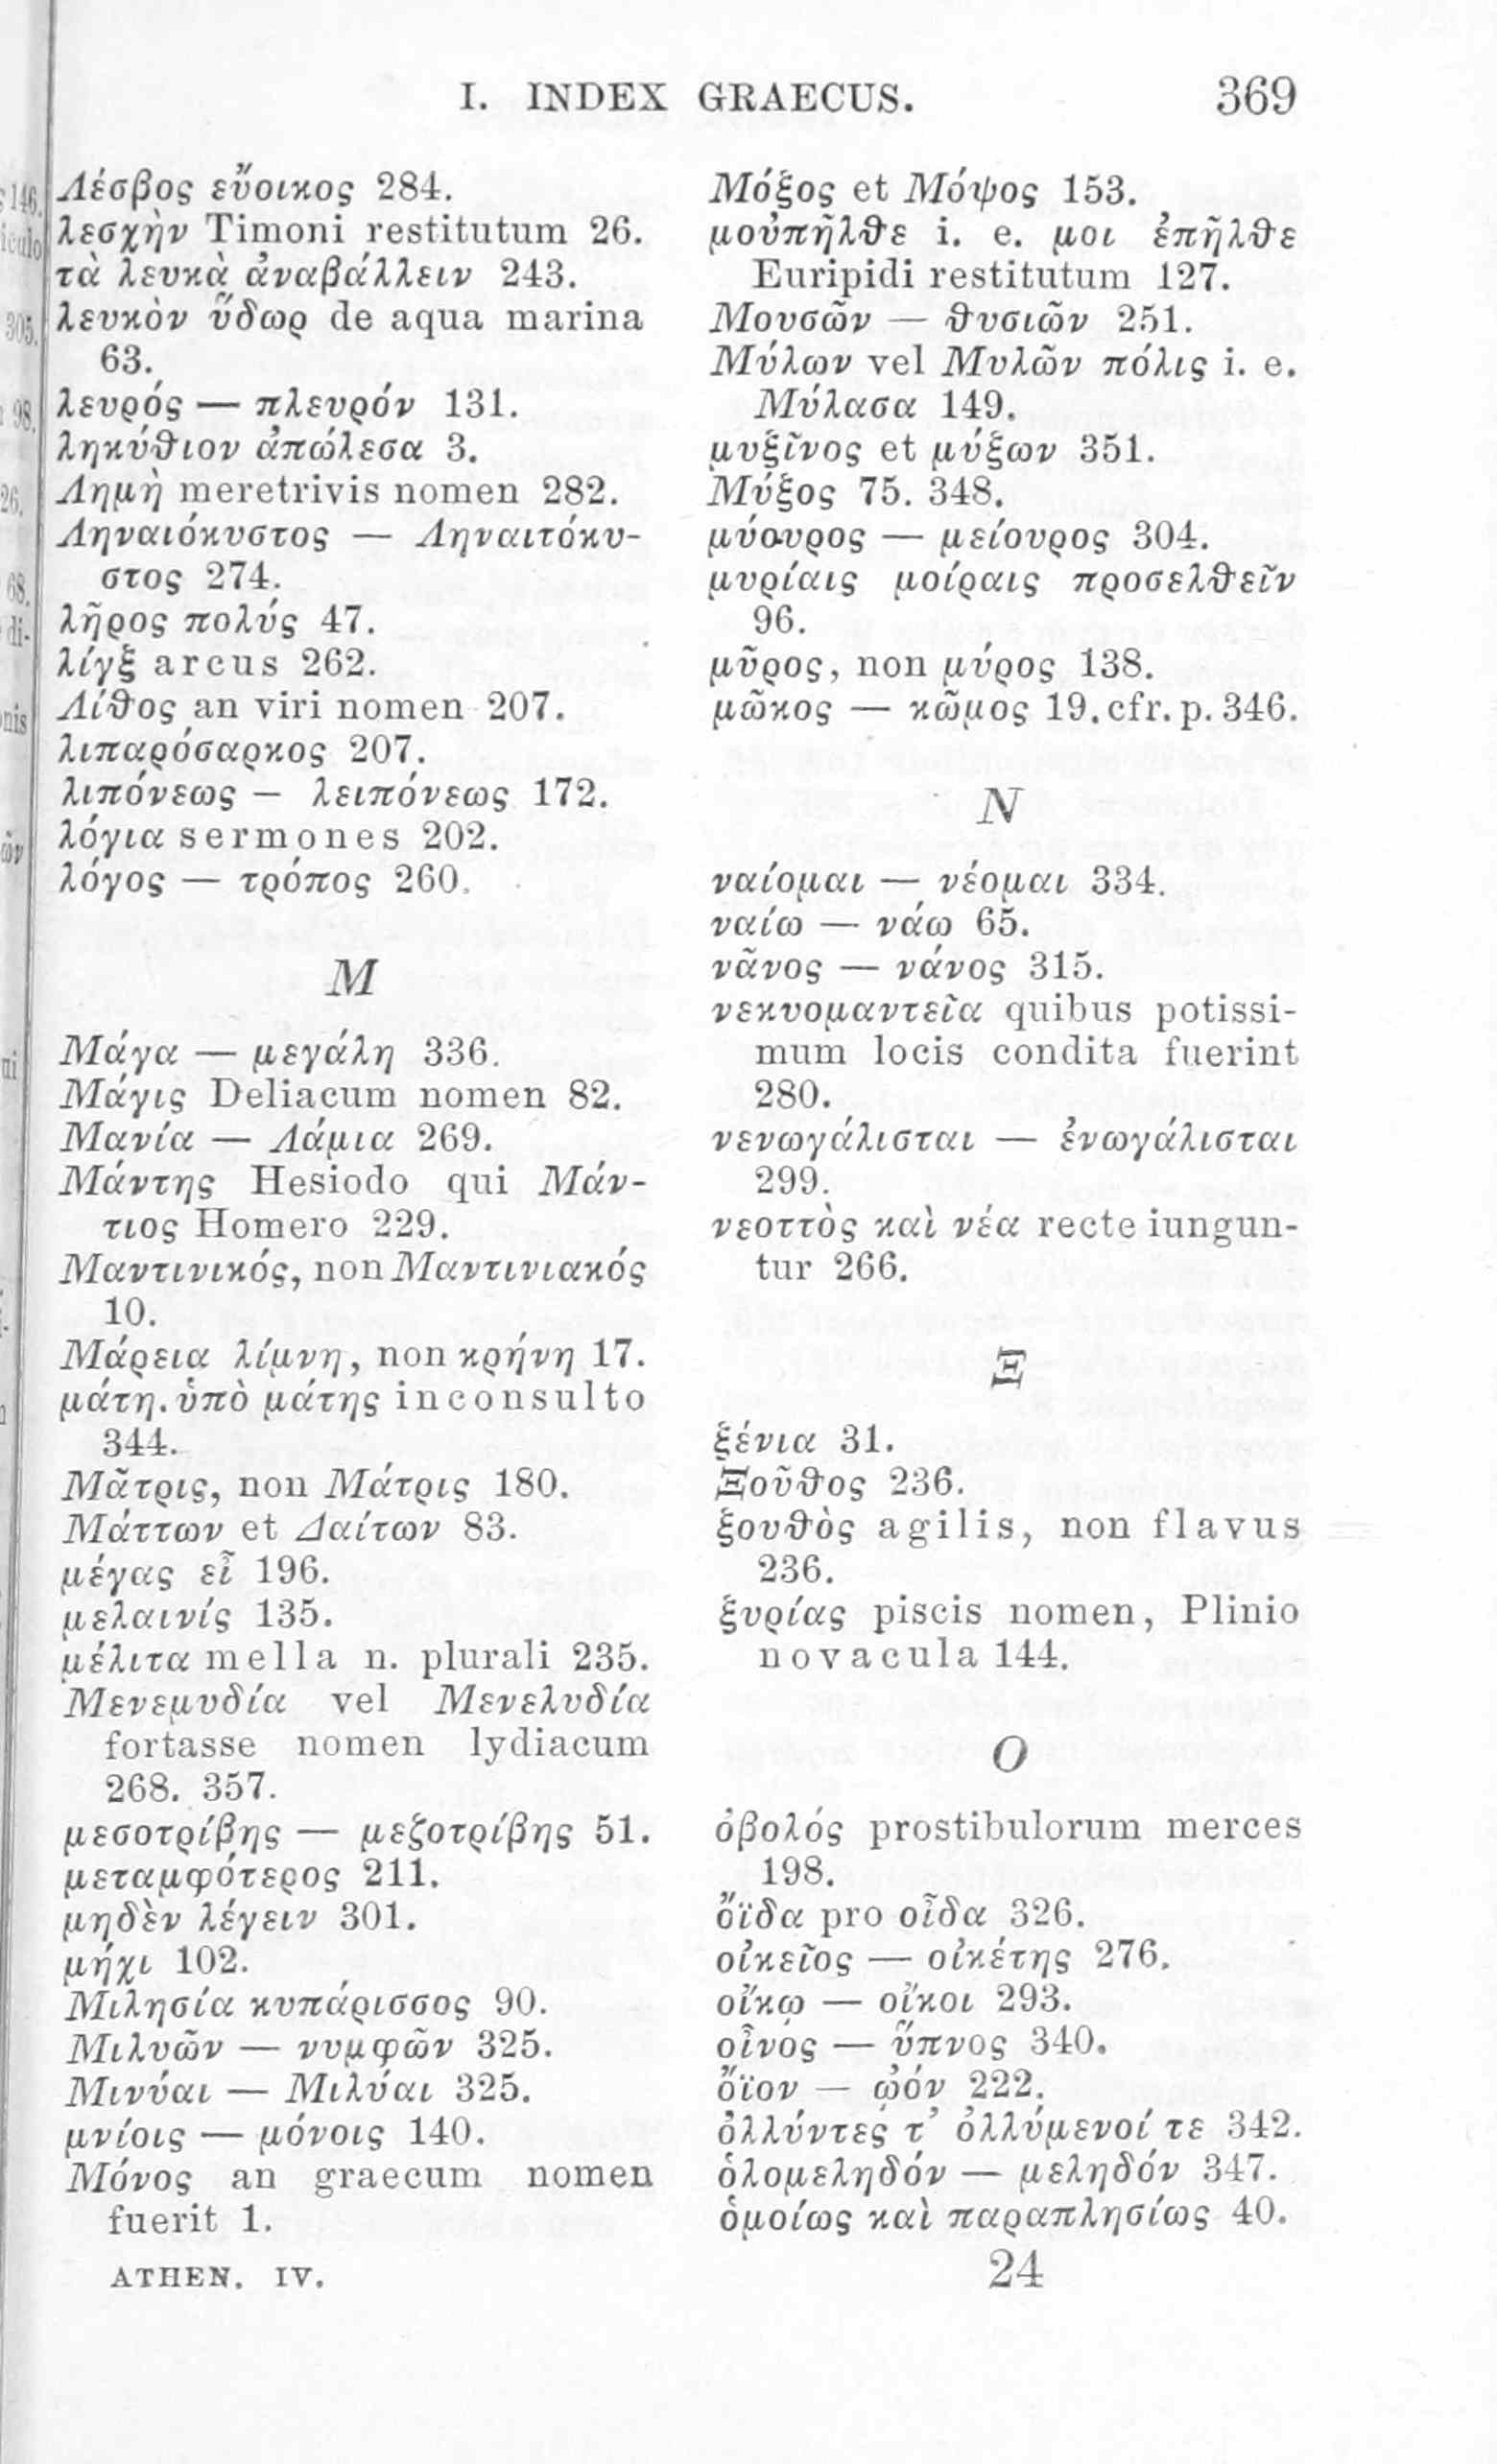 I. INDEX GRAECUS. 369
Λέσβος εὔοικος 284.
λεσχὴν Timoni restitutum 26.
τὰ λευκὰ ἀναβάλλειν 243.
λευκὸν ὕδωρ de aqua marina
63.
λευρός — πλευρόν 131.
ληκύθιον ἀπώλεσα 3.
Λημὴ meretrivis nomen 282.
Ληναιόκυστος — Ληναιτόκυ-
στος 274.
λῆρος πολύς 47.
λίγξ arcus 262.
Λίθος an viri nomen 207.
λιπαρόσαρκος 207.
λιπόνεως — λειπόνεως 172.
λόγια sermones 202.
λόγος — τρόπος 260.
M
Μάγα — μεγάλη 336.
Μάγις Deliacum nomen 82.
Μανία — Λάμια 269.
Μάντης Hesiodo qui Μάν-
τιος Homero 229.
Μαντινικός, non Μαντινιακός
10.
Μάρεια λίμνη, non κρήνη 17.
μάτη. ὑπὸ μάτης inconsulto
344.
Μᾶτρις, non Μάτρις 180.
Μάττων et Δαίτων 83.
μέγας εἶ 196.
μελαινίς 135.
μέλιτα mella n. plurali 235.
Μενεμυδία vel Μενελυδία
fortasse nomen lydiacum
268. 357.
μεσοτρίβης — μεζοτρίβης 51.
μεταμφότερος 211.
μηδὲν λέγειν 301.
μήχι 102.
Μιλησία κυπάρισσος 90.
Μιλυῶν — νυμφῶν 325.
Μινύαι — Μιλύαι 325.
μνίοις — μόνοις 140.
Μόνος an graecum nomen
fuerit 1.
ATHEN. IV.
Μόξος et Μόψος 153.
μοὐπῆλθε i. e. μοι ἐπῆλθε
Euripidi restitutum 127.
Μουσῶν — θυσιῶν 251.
Μύλων vel Μυλῶν πόλις i. e.
Μύλασα 149.
μυξῖνος et μύξων 351.
Μύξος 75. 348.
μύουρος — μείουρος 304.
μυρίαις μοίραις προσελθεῖν
96.
μῦρος, non μύρος 138.
μῶκος — κῶμος 19. cfr. p. 346.
N
ναίομαι — νέομαι 334.
ναίω — νάω 65.
νᾶνος — νάνος 315.
νεκυομαντεῖα quibus potissi-
mum locis condita fuerint
280.
νενωγάλισται — ἐνωγάλισται
299.
νεοττὸς καὶ νέα recte iungun-
tur 266.
Ξ
ξένια 31.
Ξοῦθος 236.
ξουθὸς agilis, non flavus
236.
ξυρίας piscis nomen, Plinio
novacula 144.
O
ὀβολός prostibulorum merces
198.
ὄϊδα pro οἶδα 326.
οἰκεῖος — οἰκέτης 276.
οἴκῳ — οἴκοι 293.
οἶνος — ὕπνος 340.
ὄϊον — ᾠόν 222.
ὀλλύντες τ’ ὀλλύμενοί τε 342.
ὁλομεληδόν — μεληδόν 347.
ὁμοίως καὶ παραπλησίως 40.
24